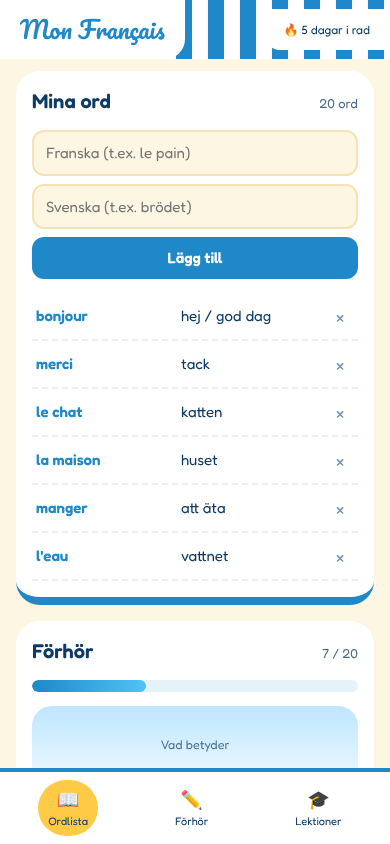 Mon Français
🔥 5 dagar i rad
Mina ord
20 ord
Franska (t.ex. le pain)
Svenska (t.ex. brödet)
Lägg till
bonjour hej / god dag ×
merci tack ×
le chat katten ×
la maison huset ×
manger att äta ×
l'eau vattnet ×
Förhör
7 / 20
Vad betyder
Ordlista Förhör Lektioner